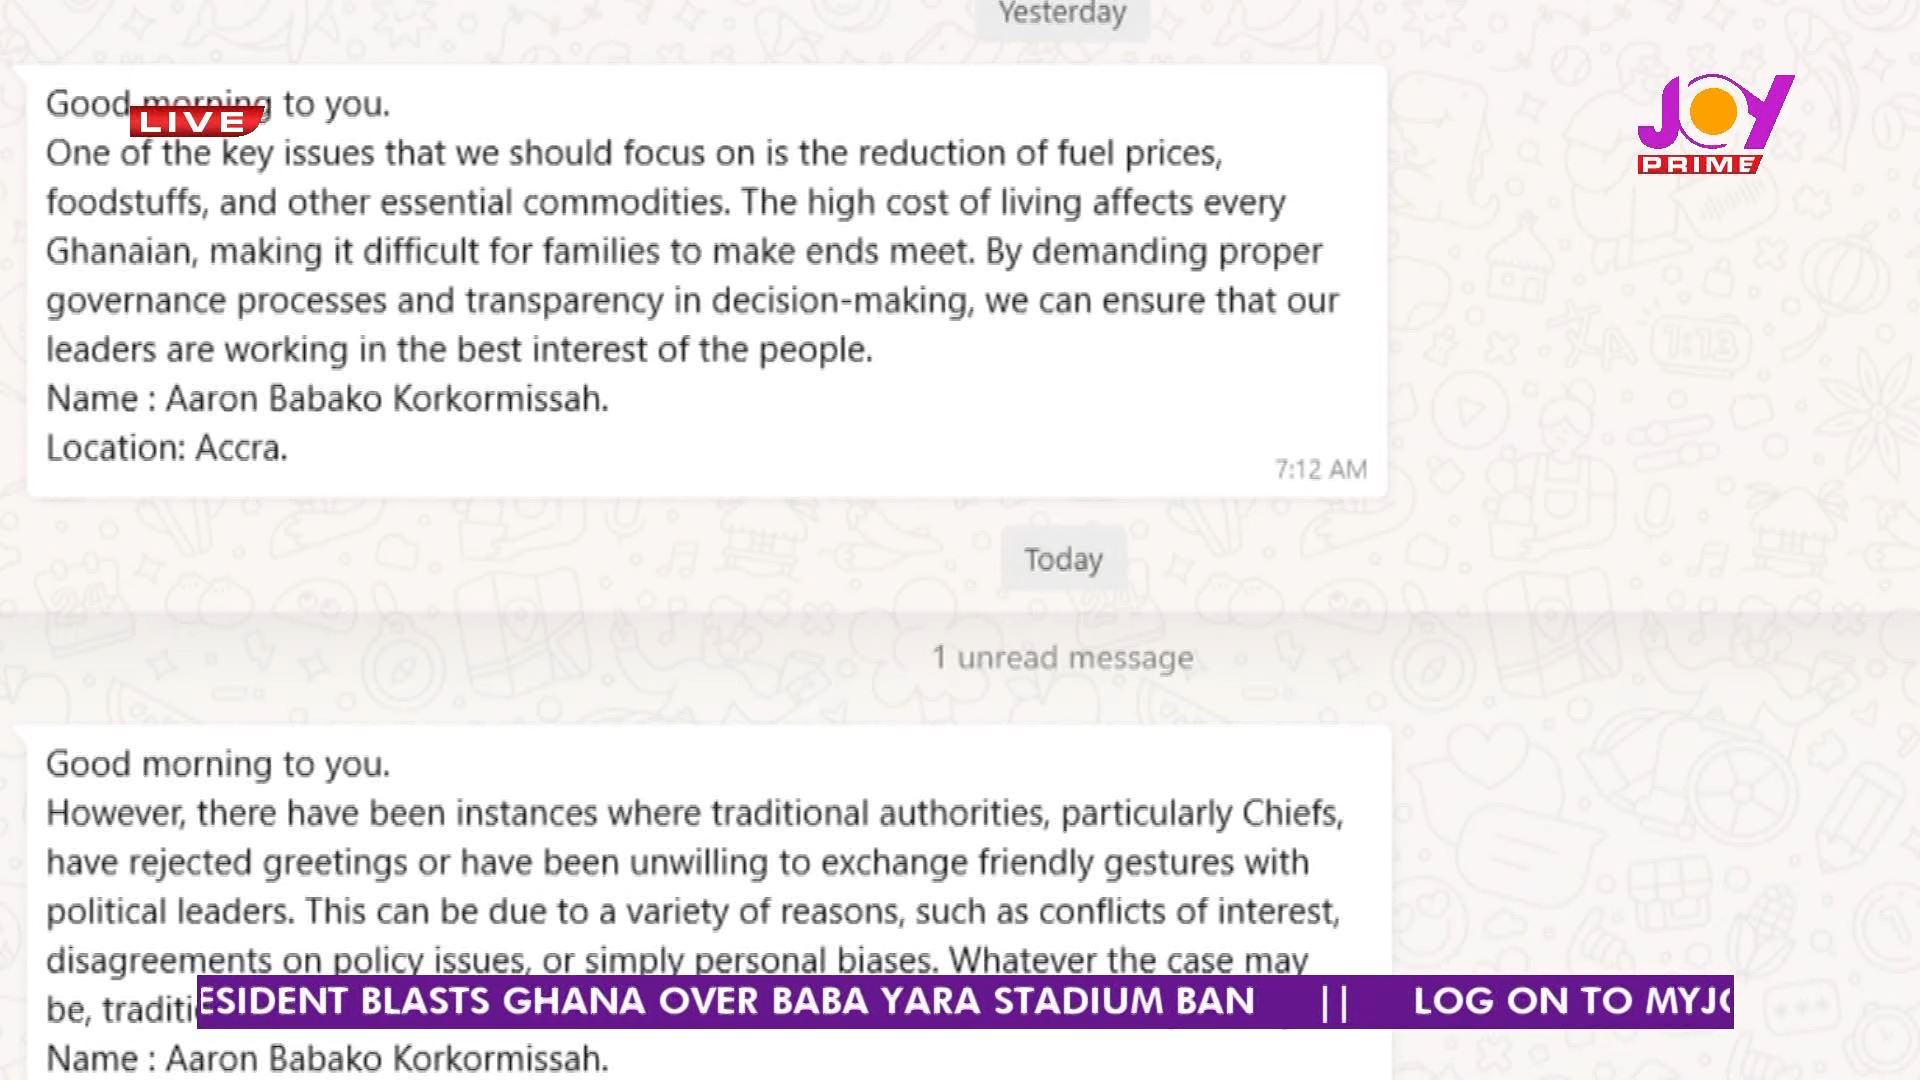 Yesterday
Good morning to you.
LIVE
One of the key issues that we should focus on is the reduction of fuel prices,
foodstuffs, and other essential commodities. The high cost of living affects every
Ghanaian, making it difficult for families to make ends meet. By demanding proper
governance processes and transparency in decision-making, we can ensure that our
leaders are working in the best interest of the people.
Name : Aaron Babako Korkormissah.
Location: Accra.
7:12 AM
JOY
PRIME
Today
1 unread message
Good morning to you.
However, there have been instances where traditional authorities, particularly Chiefs,
have rejected greetings or have been unwilling to exchange friendly gestures with
political leaders. This can be due to a variety of reasons, such as conflicts of interest,
disagreements on policy issues, or simply personal biases. Whatever the case may
be, traditi
ESIDENT BLASTS GHANA OVER BABA YARA STADIUM BAN || LOG ON TO MYJO
Name : Aaron Babako Korkormissah.